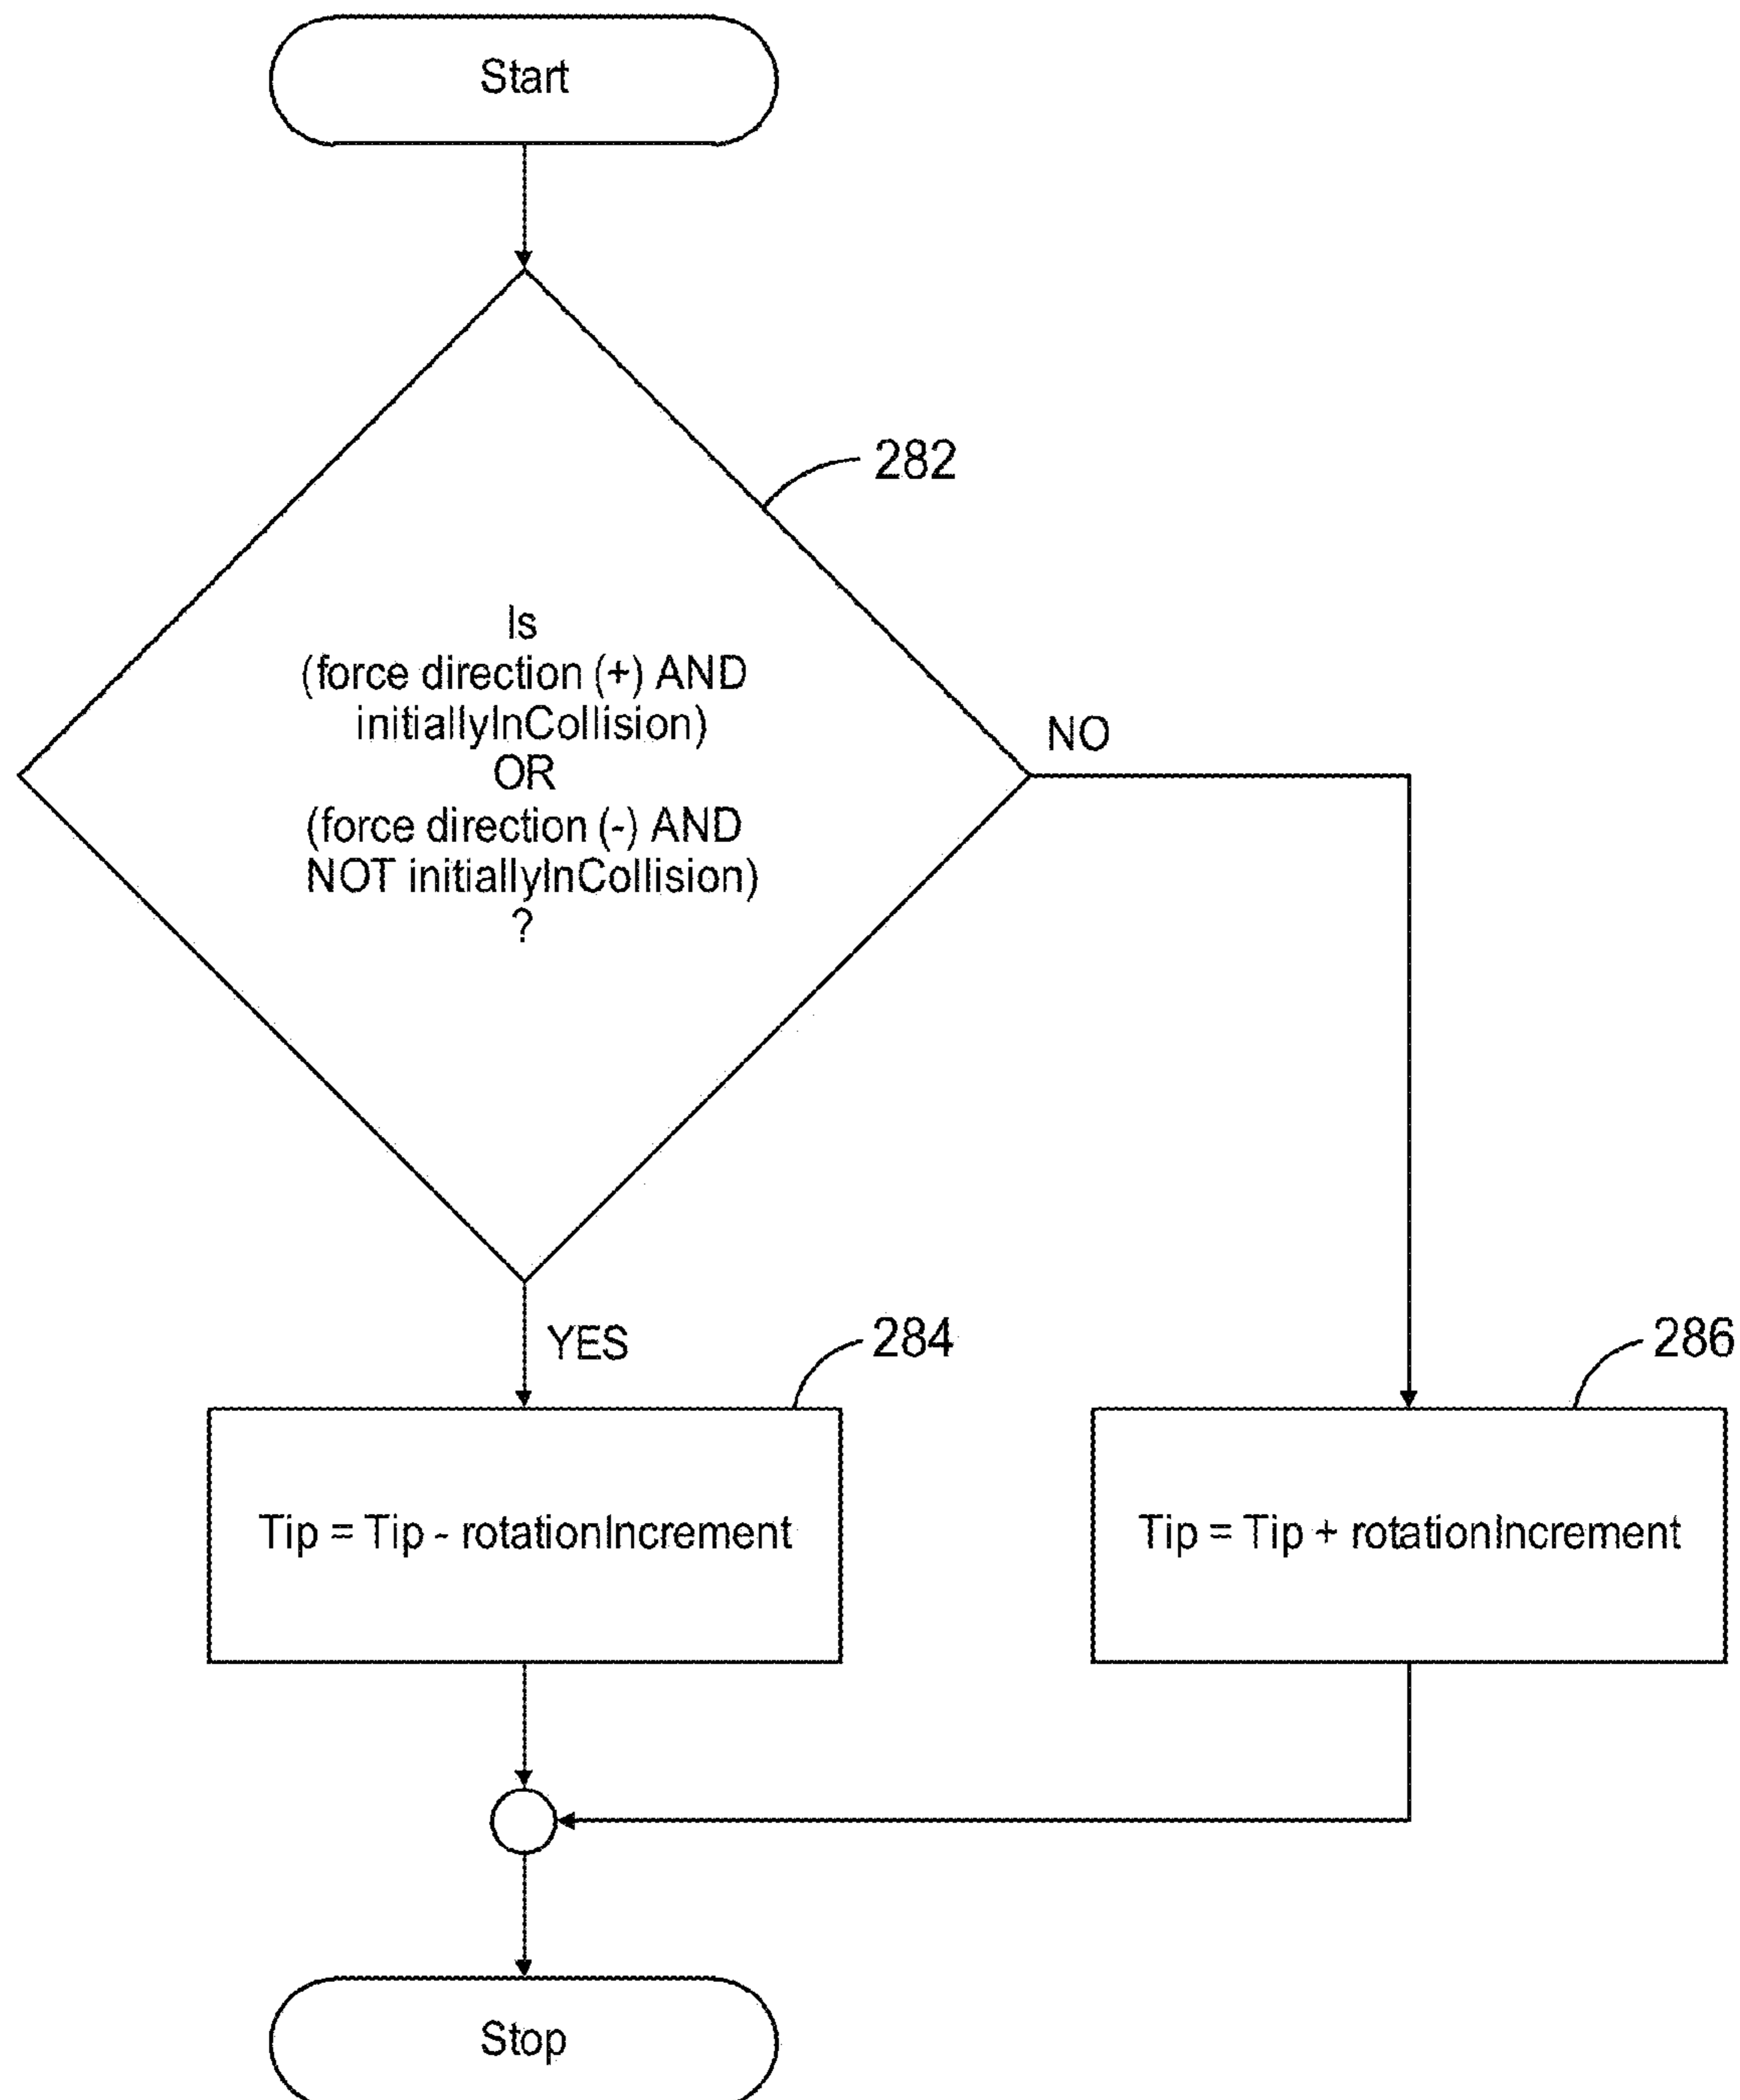 Start
282
Is
(force direction (+) AND
initiallyInCollision)
OR
(force direction (-) AND
NOT initiallyInCollision)
?
NO
YES
284
286
Tip = Tip - rotationIncrement
Tip = Tip + rotationIncrement
Stop